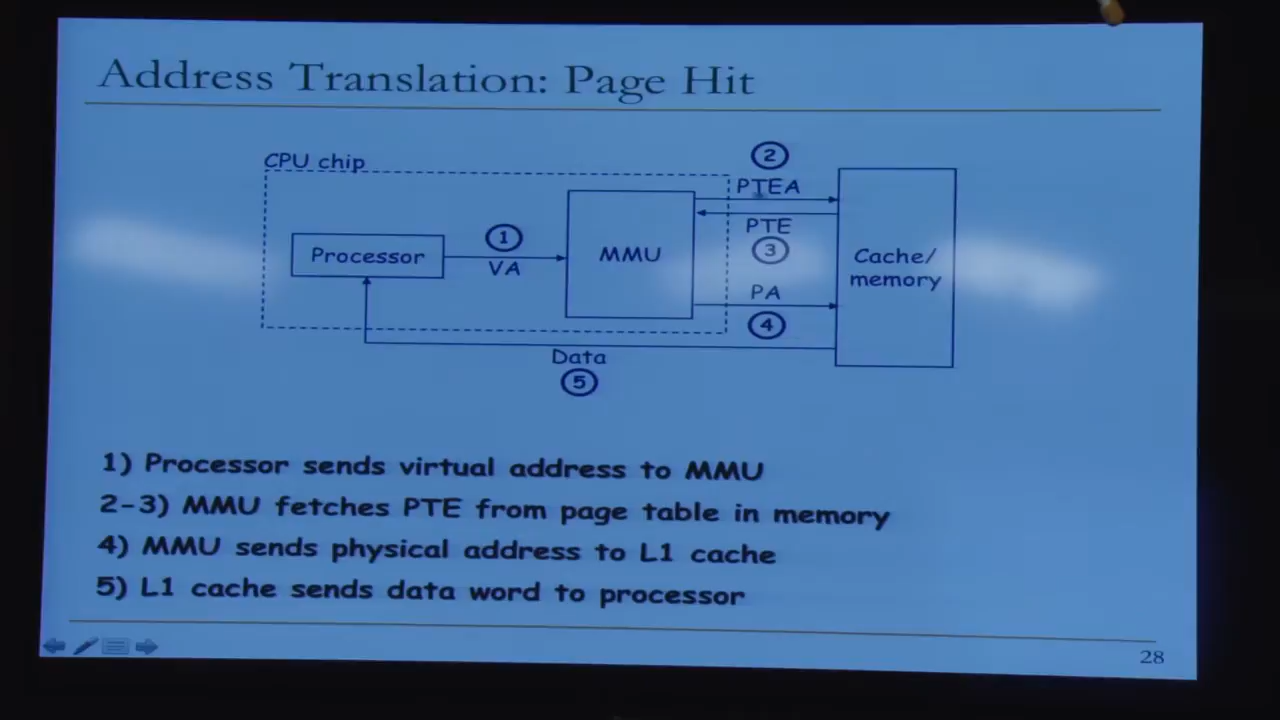 Address Translation: Page Hit
CPU chip
2
PTEA
1
Processor
VA
MMU
PTE
3
Cache/
memory
PA
4
Data
5
1) Processor sends virtual address to MMU
2-3) MMU fetches PTE from page table in memory
4) MMU sends physical address to L1 cache
5) L1 cache sends data word to processor
28